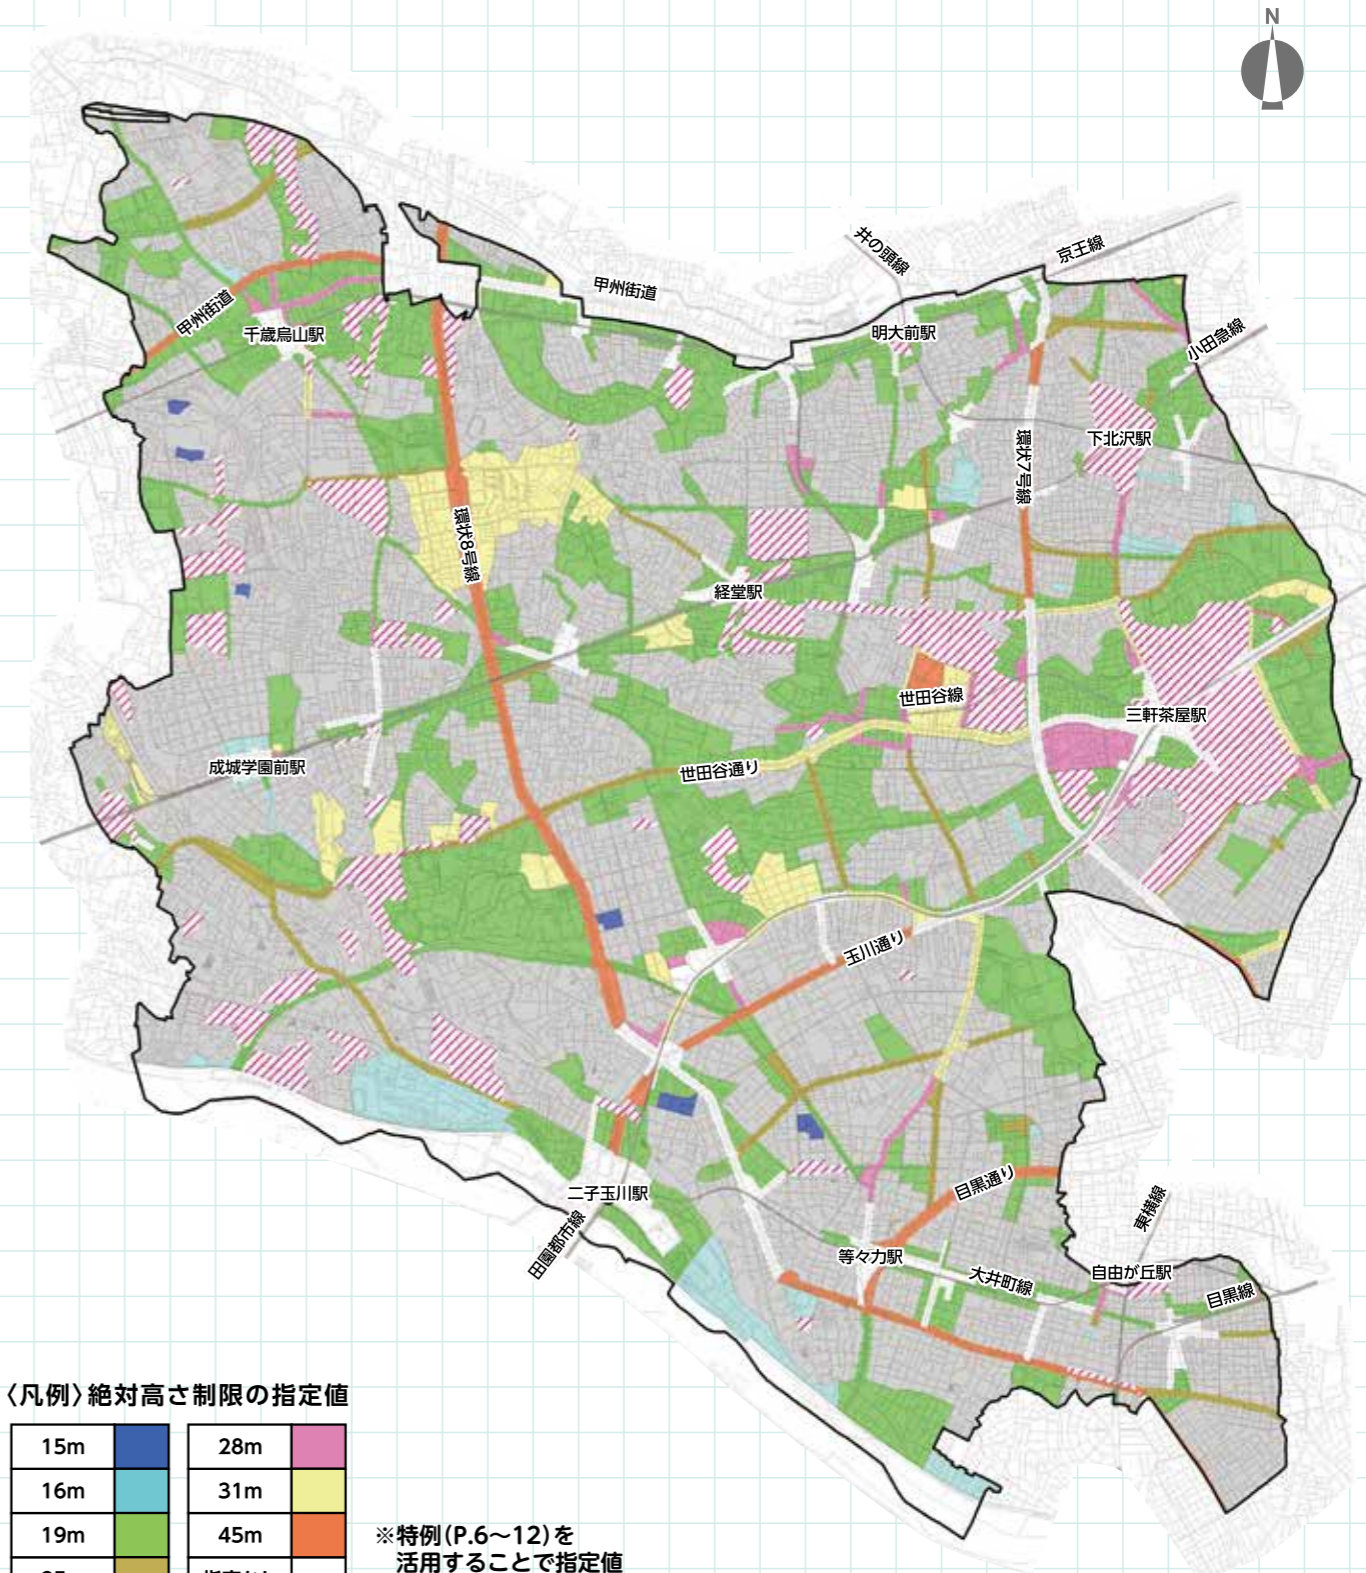 N
井の頭線
京王線
甲州街道
甲州街道
千歳烏山駅
明大前駅
小田急線
環状7号線
下北沢駅
環状8号線
経堂駅
世田谷線
三軒茶屋駅
成城学園前駅
世田谷通り
玉川通り
二子玉川駅
田園都市線
目黒通り
東横線
等々力駅
大井町線
自由が丘駅
目黒線
〈凡例〉絶対高さ制限の指定値
15m 28m
16m 31m
19m 45m
※特例(P.6〜12)を
活用することで指定値